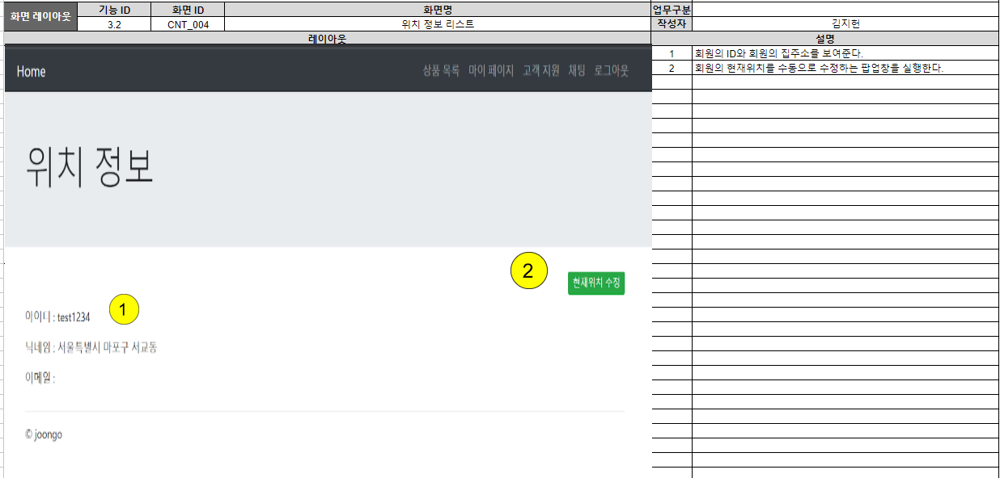 화면 레이아웃 기능 ID 화면 ID 화면명 업무구분
3.2 CNT_004 위치 정보 리스트 작성자 김지헌
레이아웃 설명
Home 상품 목록 마이 페이지 고객 지원 채팅 로그아웃
1 회원의 ID와 회원의 집주소를 보여준다.
2 회원의 현재위치를 수동으로 수정하는 팝업창을 실행한다.
위치 정보
2
현재위치 수정
아이디 : test1234 1
닉네임 : 서울특별시 마포구 서교동
이메일 :
© joongo